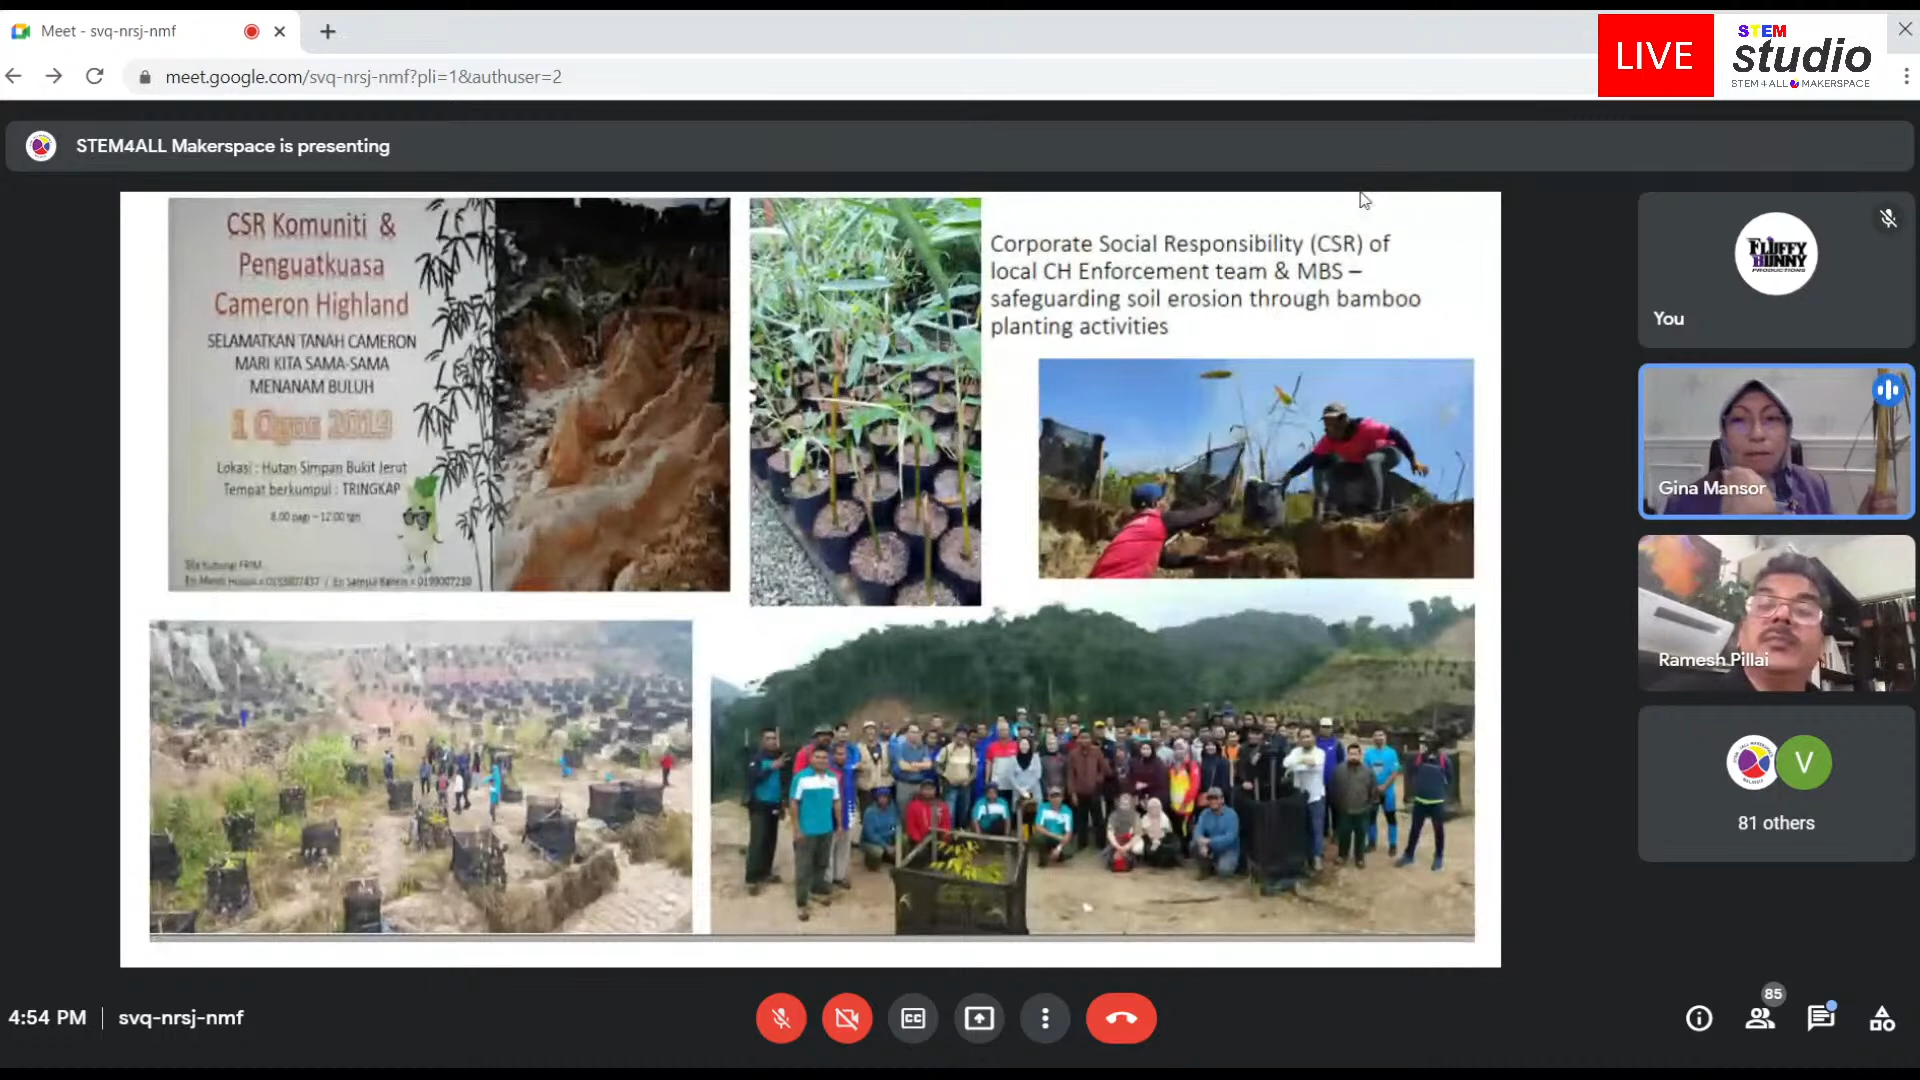 Meet - svq-nrsj-nmf
meet.google.com/svq-nrsj-nmf?pli=1&authuser=2
LIVE
STEM
studio
STEM4ALL MAKERSPACE
STEM4ALL Makerspace is presenting
CSR Komuniti &
Penguatkuasa
Cameron Highland
SELAMATKAN TANAH CAMERON
MARI KITA SAMA-SAMA
MENANAM BULUH
1 Ogos 2019
Lokasi : Hutan Simpan Bukit Jerut
Tempat berkumpul : TRINGKAP
8.00 pagi – 12.00 tgh
Corporate Social Responsibility (CSR) of
local CH Enforcement team & MBS –
safeguarding soil erosion through bamboo
planting activities
FLUFFY
BUNNY
PRODUCTIONS
You
Gina Mansor
Ramesh Pillai
V
81 others
4:54 PM
svq-nrsj-nmf
CC
85